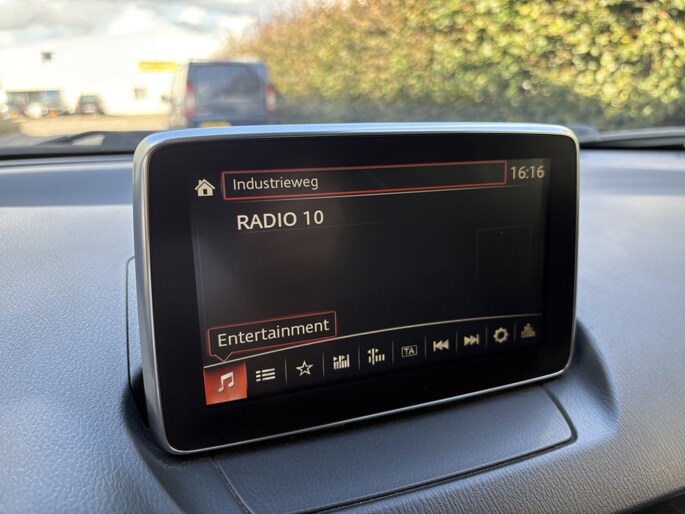 Industrieweg
16:16
RADIO 10
Entertainment
TA